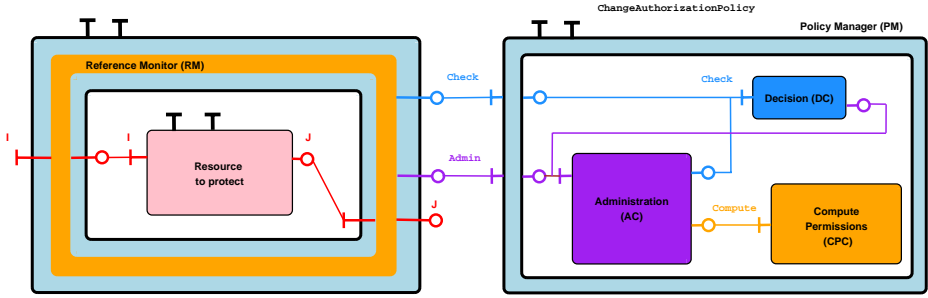 ChangeAuthorizationPolicy
Policy Manager (PM)
Reference Monitor (RM)
Check
Check
Decision (DC)
I
I
J
Resource
to protect
Admin
Administration
(AC)
J
Compute
Compute
Permissions
(CPC)